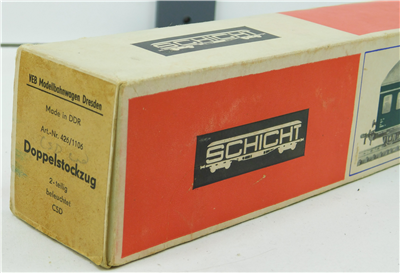 VEB Modellbahnwagen Dresden
Made in DDR
Art.-Nr. 426/1106
Doppelstockzug
2-teilig
beleuchtet
CSD
SCHICHT
SCHICHT